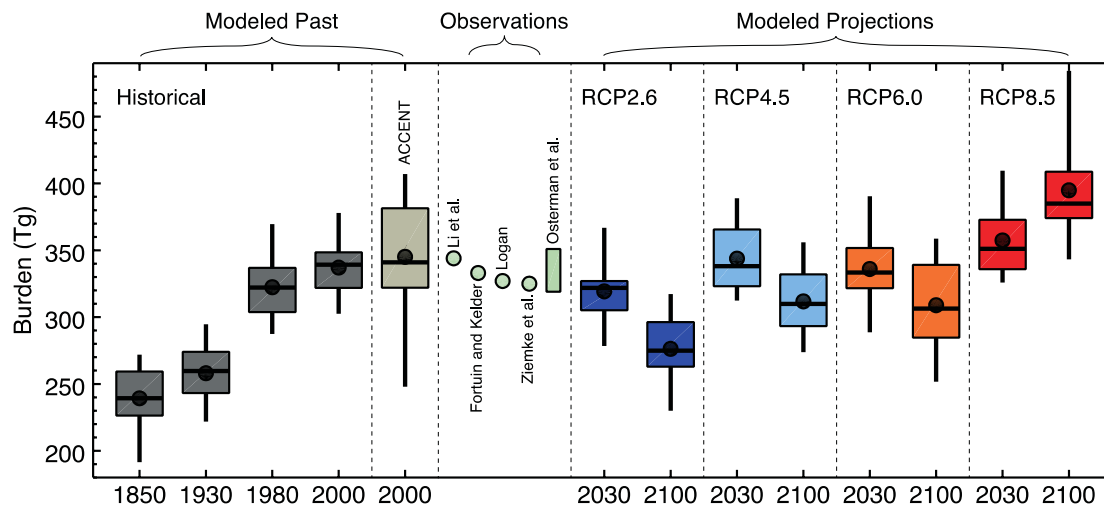 Modeled Past
Observations
Modeled Projections
Historical
RCP2.6
RCP4.5
RCP6.0
RCP8.5
ACCENT
Li et al.
Fortuin and Kelder
Logan
Ziemke et al.
Osterman et al.
Burden (Tg)
450
400
350
300
250
200
1850 1930 1980 2000 2000 2030 2100 2030 2100 2030 2100 2030 2100